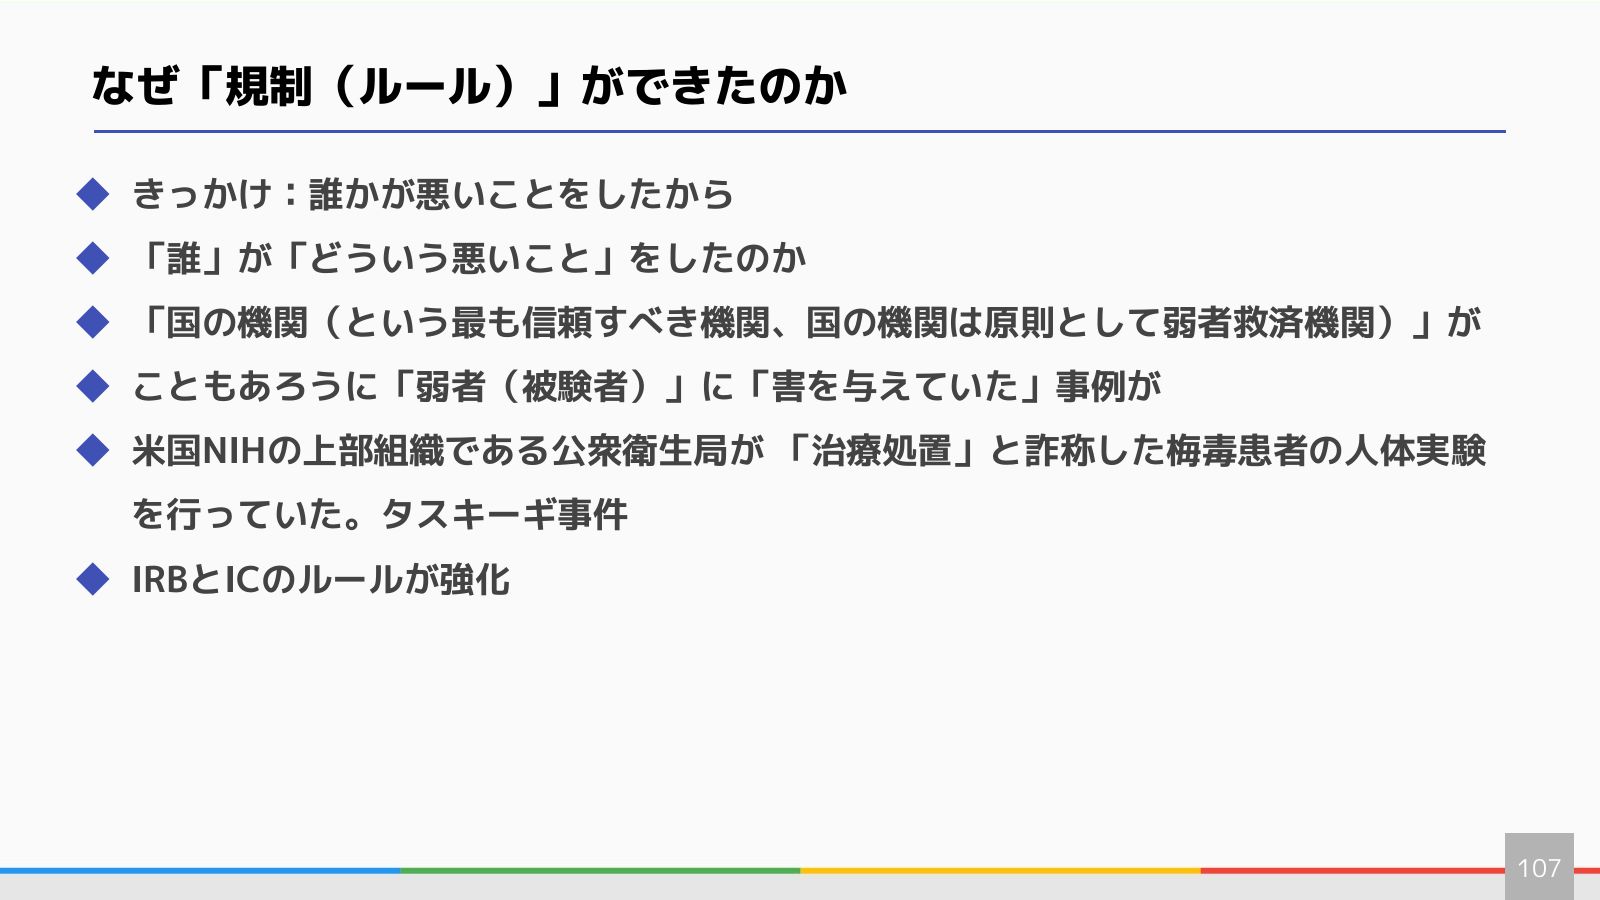 なぜ「規制（ルール）」ができたのか
きっかけ：誰かが悪いことをしたから
「誰」が「どういう悪いこと」をしたのか
「国の機関（という最も信頼すべき機関、国の機関は原則として弱者救済機関）」が
こともあろうに「弱者（被験者）」に「害を与えていた」事例が
米国NIHの上部組織である公衆衛生局が 「治療処置」と詐称した梅毒患者の人体実験
を行っていた。タスキーギ事件
IRBとICのルールが強化
107